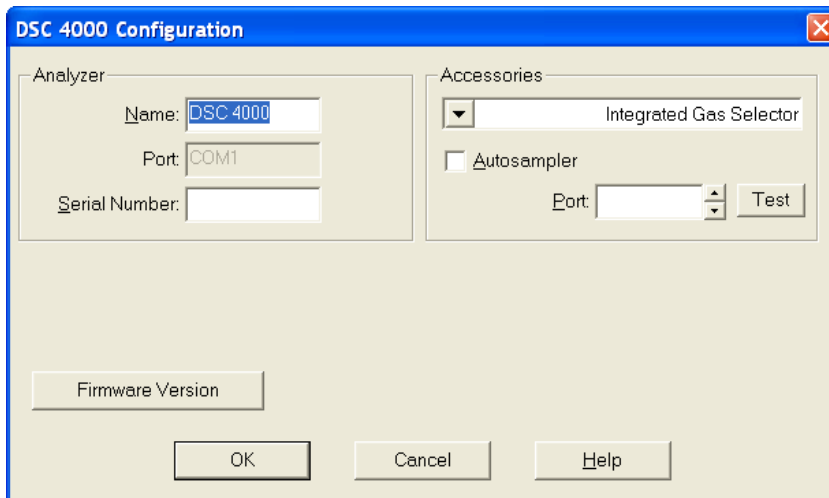 DSC 4000 Configuration
Analyzer
Name: DSC 4000
Port: COM1
Serial Number:
Accessories
Integrated Gas Selector
Autosampler
Port:
Test
Firmware Version
OK
Cancel
Help